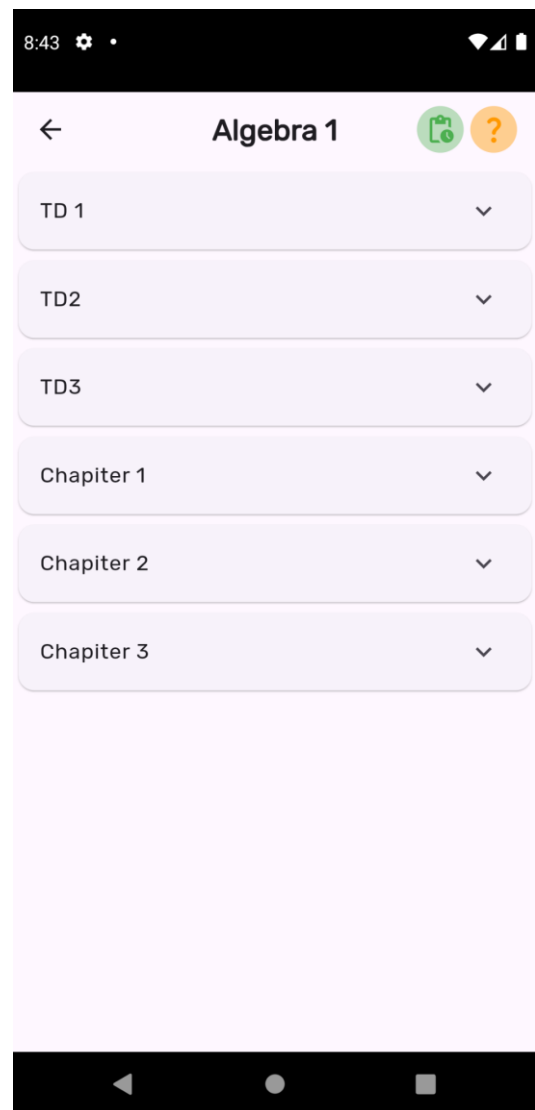 8:43
Algebra 1
?
TD 1
TD2
TD3
Chapiter 1
Chapiter 2
Chapiter 3